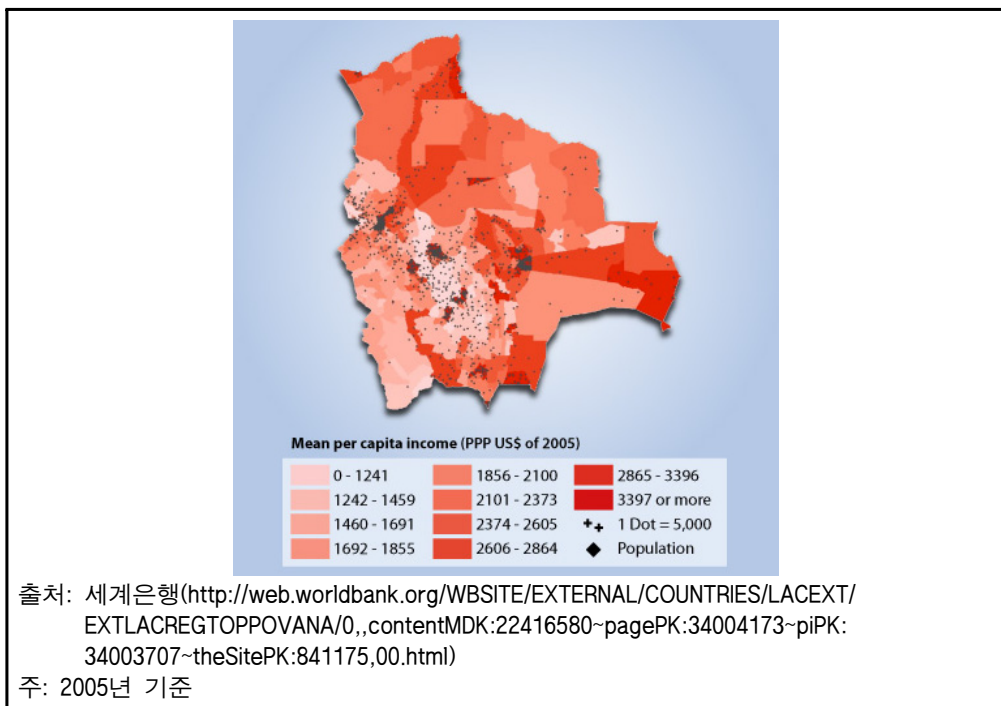 Mean per capita income (PPP US$ of 2005)
0 - 1241
1242 - 1459
1460 - 1691
1692 - 1855
1856 - 2100
2101 - 2373
2374 - 2605
2606 - 2864
2865 - 3396
3397 or more
1 Dot = 5,000
Population
출처: 세계은행(http://web.worldbank.org/WBSITE/EXTERNAL/COUNTRIES/LACEXT/
EXTLACREGTOPPOVANA/0,,contentMDK:22416580~pagePK:34004173~piPK:
34003707~theSitePK:841175,00.html)
주: 2005년 기준